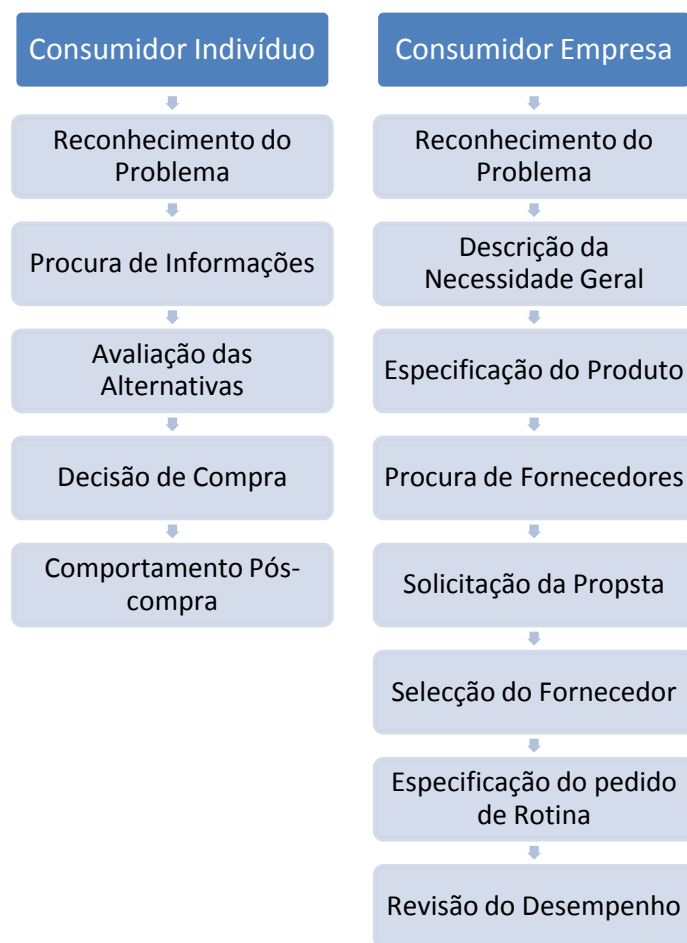 Consumidor Indivíduo
Reconhecimento do
Problema
Procura de Informações
Avaliação das
Alternativas
Decisão de Compra
Comportamento Pós-
compra
Consumidor Empresa
Reconhecimento do
Problema
Descrição da
Necessidade Geral
Especificação do Produto
Procura de Fornecedores
Solicitação da Propsta
Selecção do Fornecedor
Especificação do pedido
de Rotina
Revisão do Desempenho